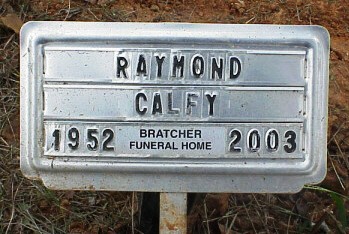 RAYMOND
CALFY
1952 BRATCHER FUNERAL HOME 2003